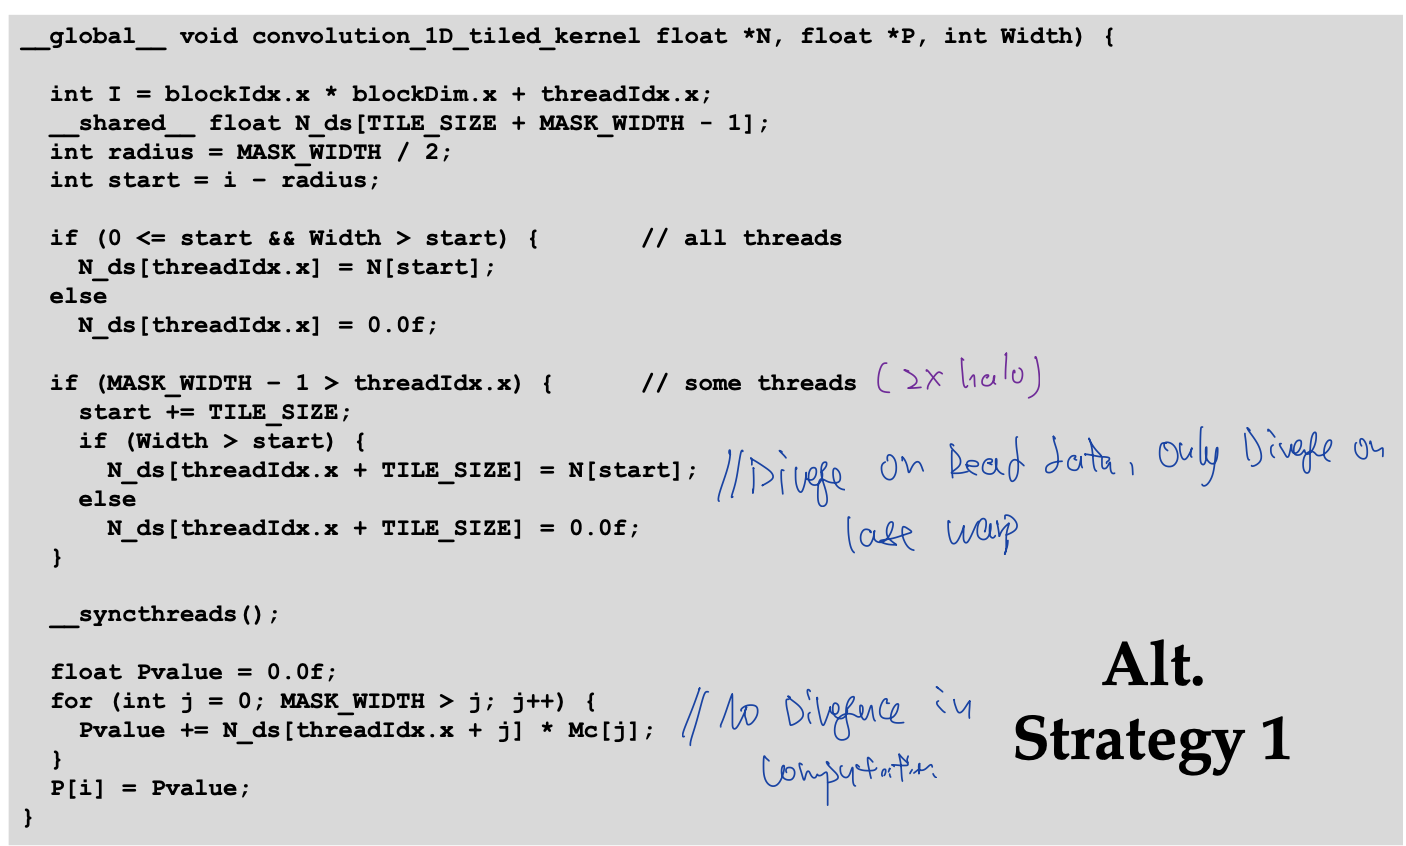 __global__ void convolution_1D_tiled_kernel float *N, float *P, int Width) {
int I = blockIdx.x * blockDim.x + threadIdx.x;
__shared__ float N_ds[TILE_SIZE + MASK_WIDTH - 1];
int radius = MASK_WIDTH / 2;
int start = i - radius;
if (0 <= start && Width > start) { // all threads
N_ds[threadIdx.x] = N[start];
else
N_ds[threadIdx.x] = 0.0f;
if (MASK_WIDTH - 1 > threadIdx.x) { // some threads (2x halo)
start += TILE_SIZE;
if (Width > start) {
N_ds[threadIdx.x + TILE_SIZE] = N[start]; // Diverge on Read data, only Diverge on
else
N_ds[threadIdx.x + TILE_SIZE] = 0.0f; last warp
}
__syncthreads();
float Pvalue = 0.0f;
for (int j = 0; MASK_WIDTH > j; j++) {
Pvalue += N_ds[threadIdx.x + j] * Mc[j]; // No Divergence in
} computation
P[i] = Pvalue;
}
Alt.
Strategy 1